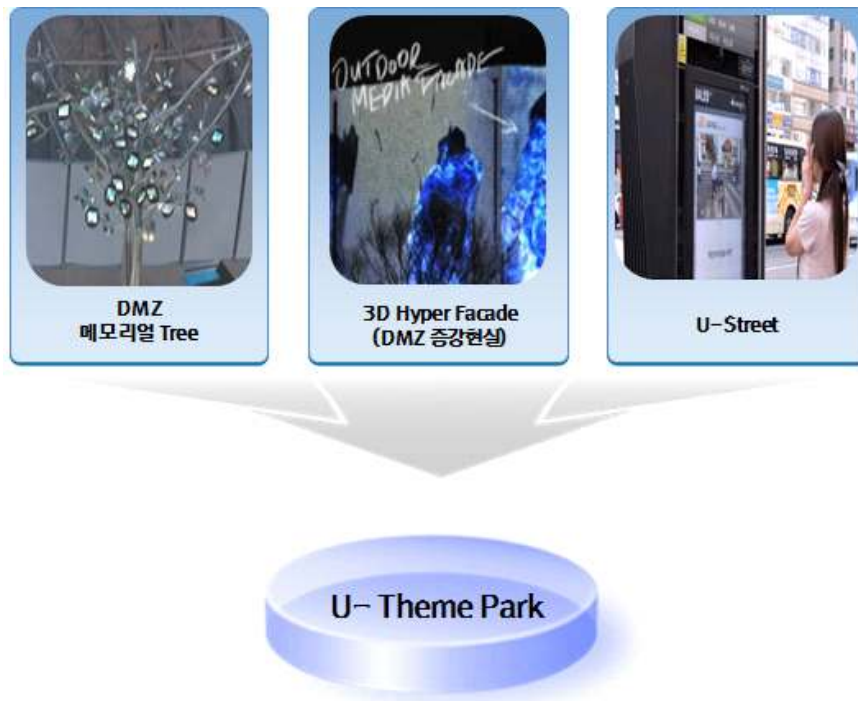 OUTDOOR
MEDIA FACADE
DMZ
메모리얼 Tree
3D Hyper Facade
(DMZ 증강현실)
U-Street
U- Theme Park